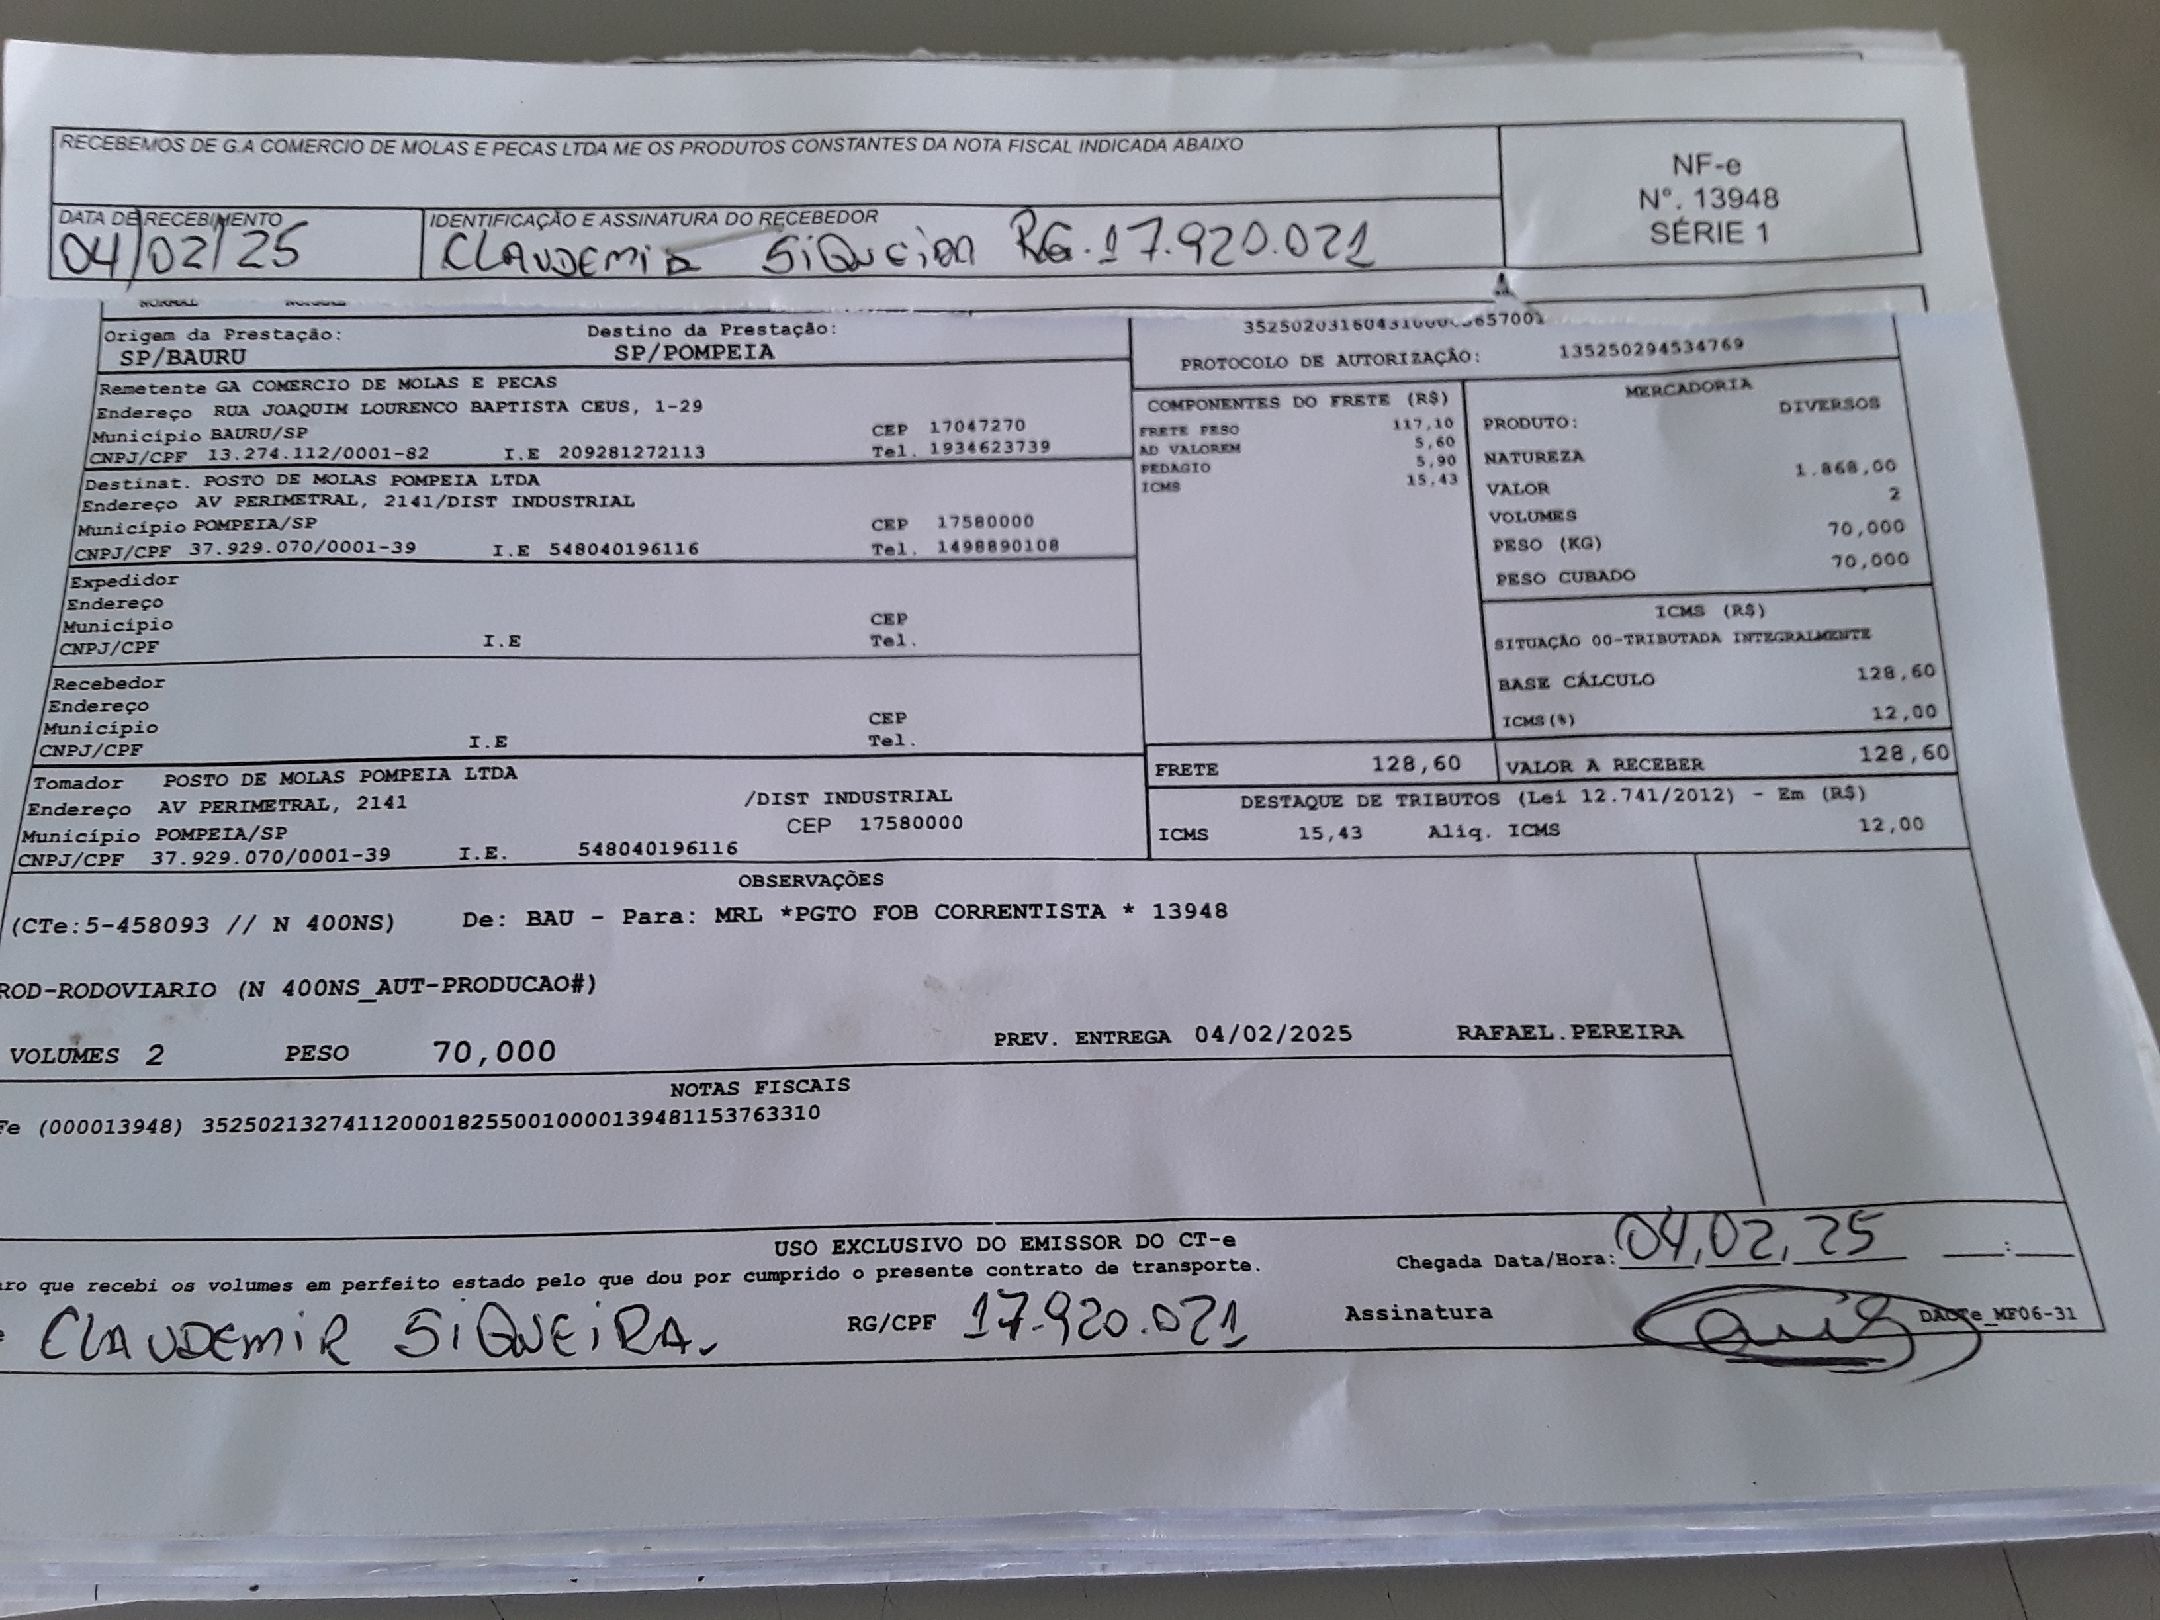 RECEBEMOS DE G.A COMERCIO DE MOLAS E PECAS LTDA ME OS PRODUTOS CONSTANTES DA NOTA FISCAL INDICADA ABAIXO
NF-e
Nº. 13948
SÉRIE 1
DATA DE RECEBIMENTO
04/02/25
IDENTIFICAÇÃO E ASSINATURA DO RECEBEDOR
CLAUDEMIR SiQUEiRA RG.17.920.021
Origem da Prestação:
SP/BAURU
Destino da Prestação:
SP/POMPEIA
PROTOCOLO DE AUTORIZAÇÃO: 135250294534769
Remetente GA COMERCIO DE MOLAS E PECAS
Endereço RUA JOAQUIM LOURENCO BAPTISTA CEUS, 1-29
Município BAURU/SP CEP 17047270
CNPJ/CPF 13.274.112/0001-82 I.E 209281272113 Tel. 1934623739
Destinat. POSTO DE MOLAS POMPEIA LTDA
Endereço AV PERIMETRAL, 2141/DIST INDUSTRIAL
Município POMPEIA/SP CEP 17580000
CNPJ/CPF 37.929.070/0001-39 I.E 548040196116 Tel. 1498890108
Expedidor
Endereço
Município CEP
CNPJ/CPF I.E Tel.
Recebedor
Endereço
Município CEP
CNPJ/CPF I.E Tel.
Tomador POSTO DE MOLAS POMPEIA LTDA
Endereço AV PERIMETRAL, 2141 /DIST INDUSTRIAL
Município POMPEIA/SP CEP 17580000
CNPJ/CPF 37.929.070/0001-39 I.E. 548040196116
COMPONENTES DO FRETE (R$)
FRETE PESO 117,10
AD VALOREM 5,60
PEDAGIO 5,90
ICMS 15,43
MERCADORIA
PRODUTO: DIVERSOS
NATUREZA
VALOR 1.868,00
VOLUMES 2
PESO (KG) 70,000
PESO CUBADO 70,000
ICMS (R$)
SITUAÇÃO 00-TRIBUTADA INTEGRALMENTE
BASE CÁLCULO 128,60
ICMS(%) 12,00
FRETE 128,60
VALOR A RECEBER 128,60
DESTAQUE DE TRIBUTOS (Lei 12.741/2012) - Em (R$)
ICMS 15,43 Aliq. ICMS 12,00
OBSERVAÇÕES
(CTe:5-458093 // N 400NS) De: BAU - Para: MRL *PGTO FOB CORRENTISTA * 13948
ROD-RODOVIARIO (N 400NS_AUT-PRODUCAO#)
VOLUMES 2 PESO 70,000 PREV. ENTREGA 04/02/2025 RAFAEL.PEREIRA
NOTAS FISCAIS
Fe (000013948) 35250213274112000182550010000139481153763310
USO EXCLUSIVO DO EMISSOR DO CT-e
aro que recebi os volumes em perfeito estado pelo que dou por cumprido o presente contrato de transporte.
Chegada Data/Hora: 04,02,25 __:__
CLAUDEMIR SiQUEiRA.
RG/CPF 17.920.021
Assinatura
DACTe_MF06-31